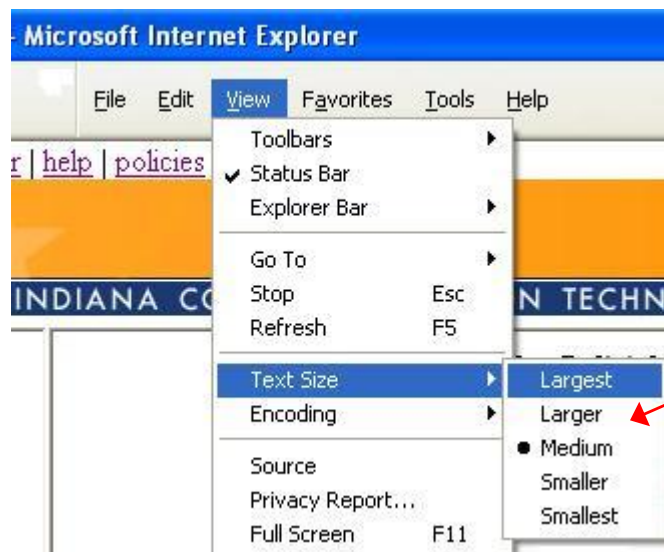 - Microsoft Internet Explorer
File Edit View Favorites Tools Help
r | help | policies
Toolbars
Status Bar
Explorer Bar
Go To
Stop Esc
Refresh F5
INDIANA CO N TECHN
Text Size
Encoding
Source
Privacy Report...
Full Screen F11
Largest
Larger
Medium
Smaller
Smallest